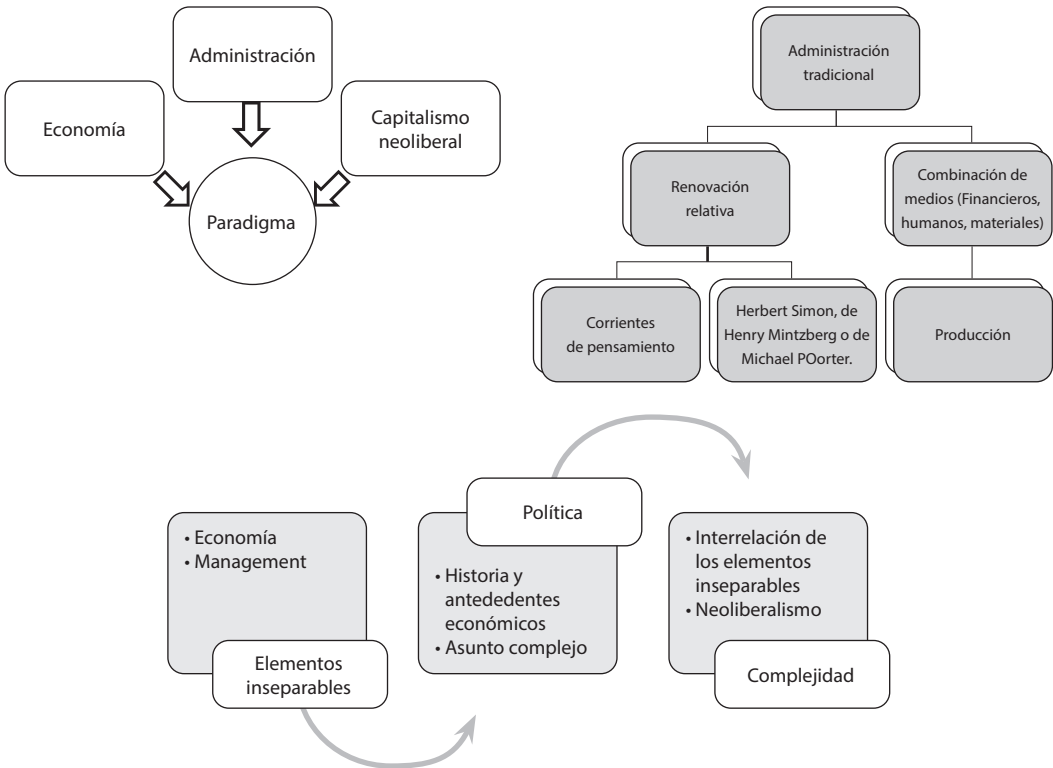 Administración
Economía
Capitalismo
neoliberal
Paradigma
Administración
tradicional
Renovación
relativa
Combinación de
medios (Financieros,
humanos, materiales)
Corrientes
de pensamiento
Herbert Simon, de
Henry Mintzberg o de
Michael POorter.
Producción
• Economía
• Management
Elementos
inseparables
Política
• Historia y
antededentes
económicos
• Asunto complejo
• Interrelación de
los elementos
inseparables
• Neoliberalismo
Complejidad